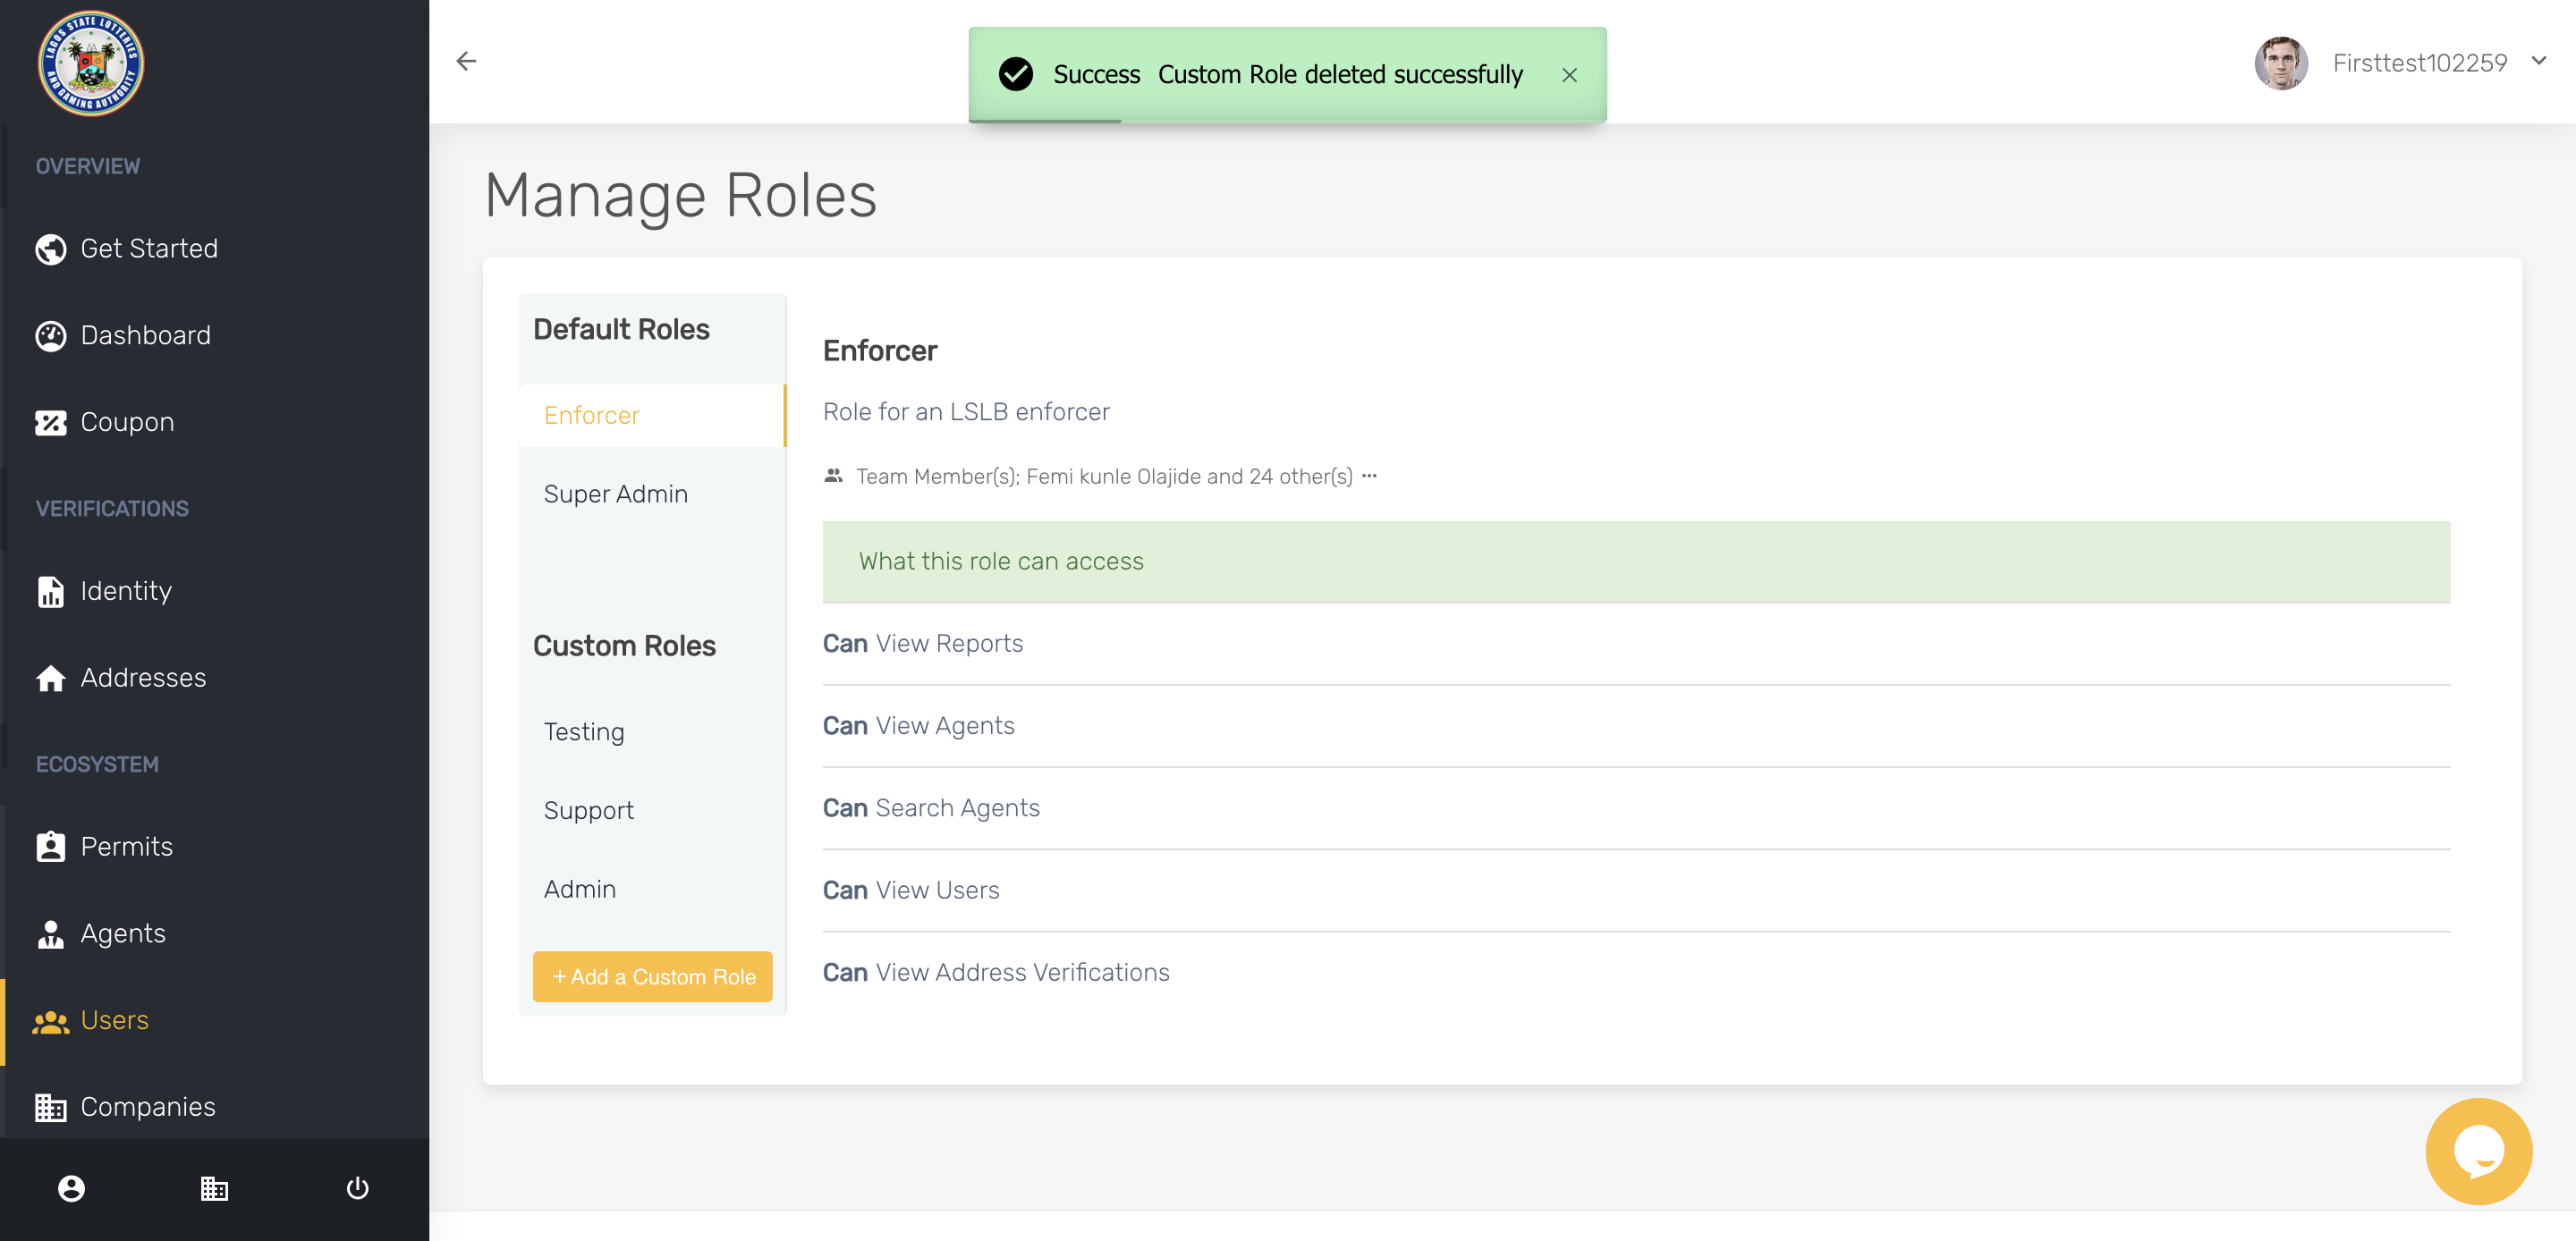 LAGOS STATE LOTTERIES
AND GAMING AUTHORITY
OVERVIEW
Get Started
Dashboard
Coupon
VERIFICATIONS
Identity
Addresses
ECOSYSTEM
Permits
Agents
Users
Companies
Success Custom Role deleted successfully
Firsttest102259
Manage Roles
Default Roles
Enforcer
Super Admin
Custom Roles
Testing
Support
Admin
+ Add a Custom Role
Enforcer
Role for an LSLB enforcer
Team Member(s); Femi kunle Olajide and 24 other(s) ...
What this role can access
Can View Reports
Can View Agents
Can Search Agents
Can View Users
Can View Address Verifications